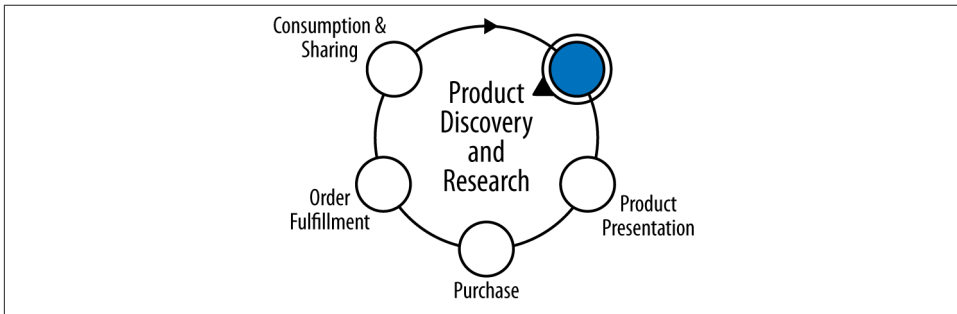 Consumption &
Sharing
Product
Discovery
and
Research
Order
Fulfillment
Product
Presentation
Purchase